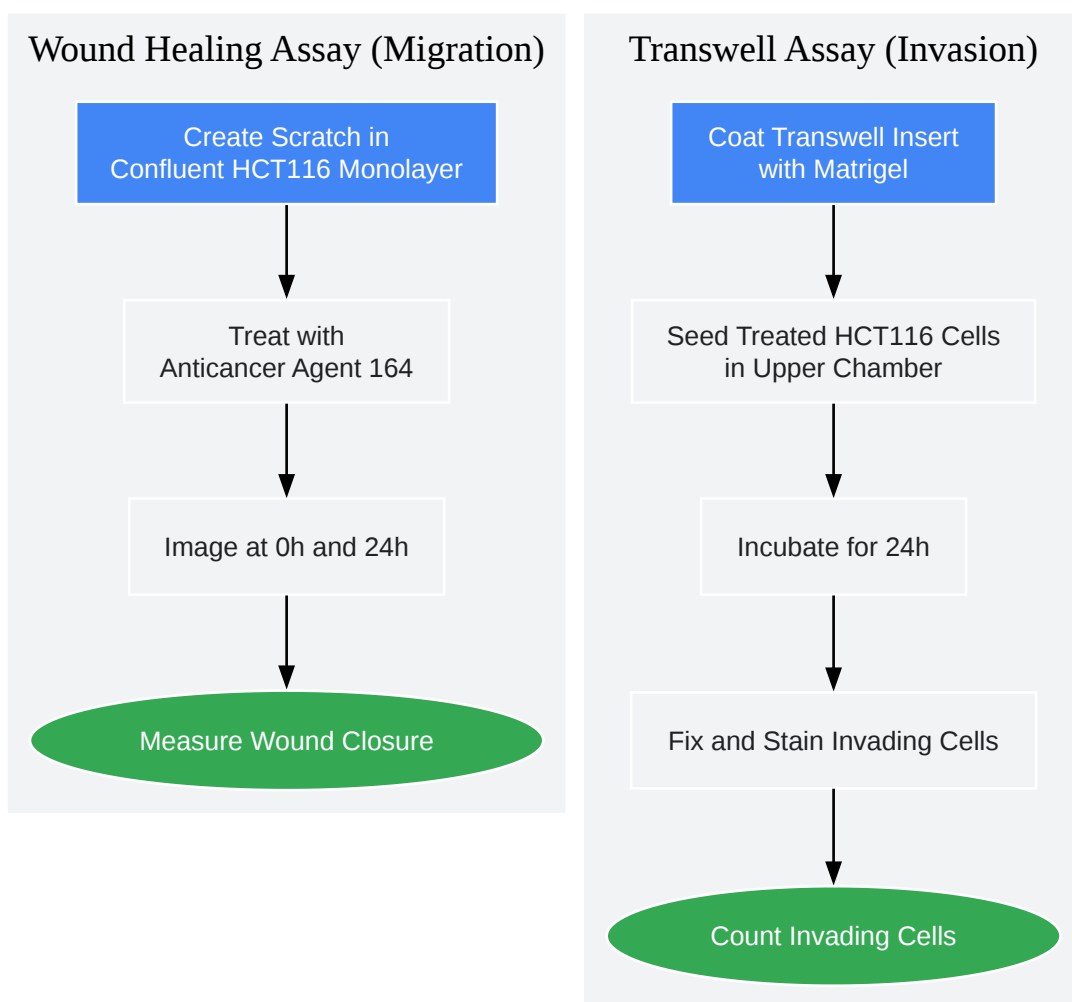 Wound Healing Assay (Migration)
Create Scratch in
Confluent HCT116 Monolayer
Treat with
Anticancer Agent 164
Image at 0h and 24h
Measure Wound Closure
Transwell Assay (Invasion)
Coat Transwell Insert
with Matrigel
Seed Treated HCT116 Cells
in Upper Chamber
Incubate for 24h
Fix and Stain Invading Cells
Count Invading Cells